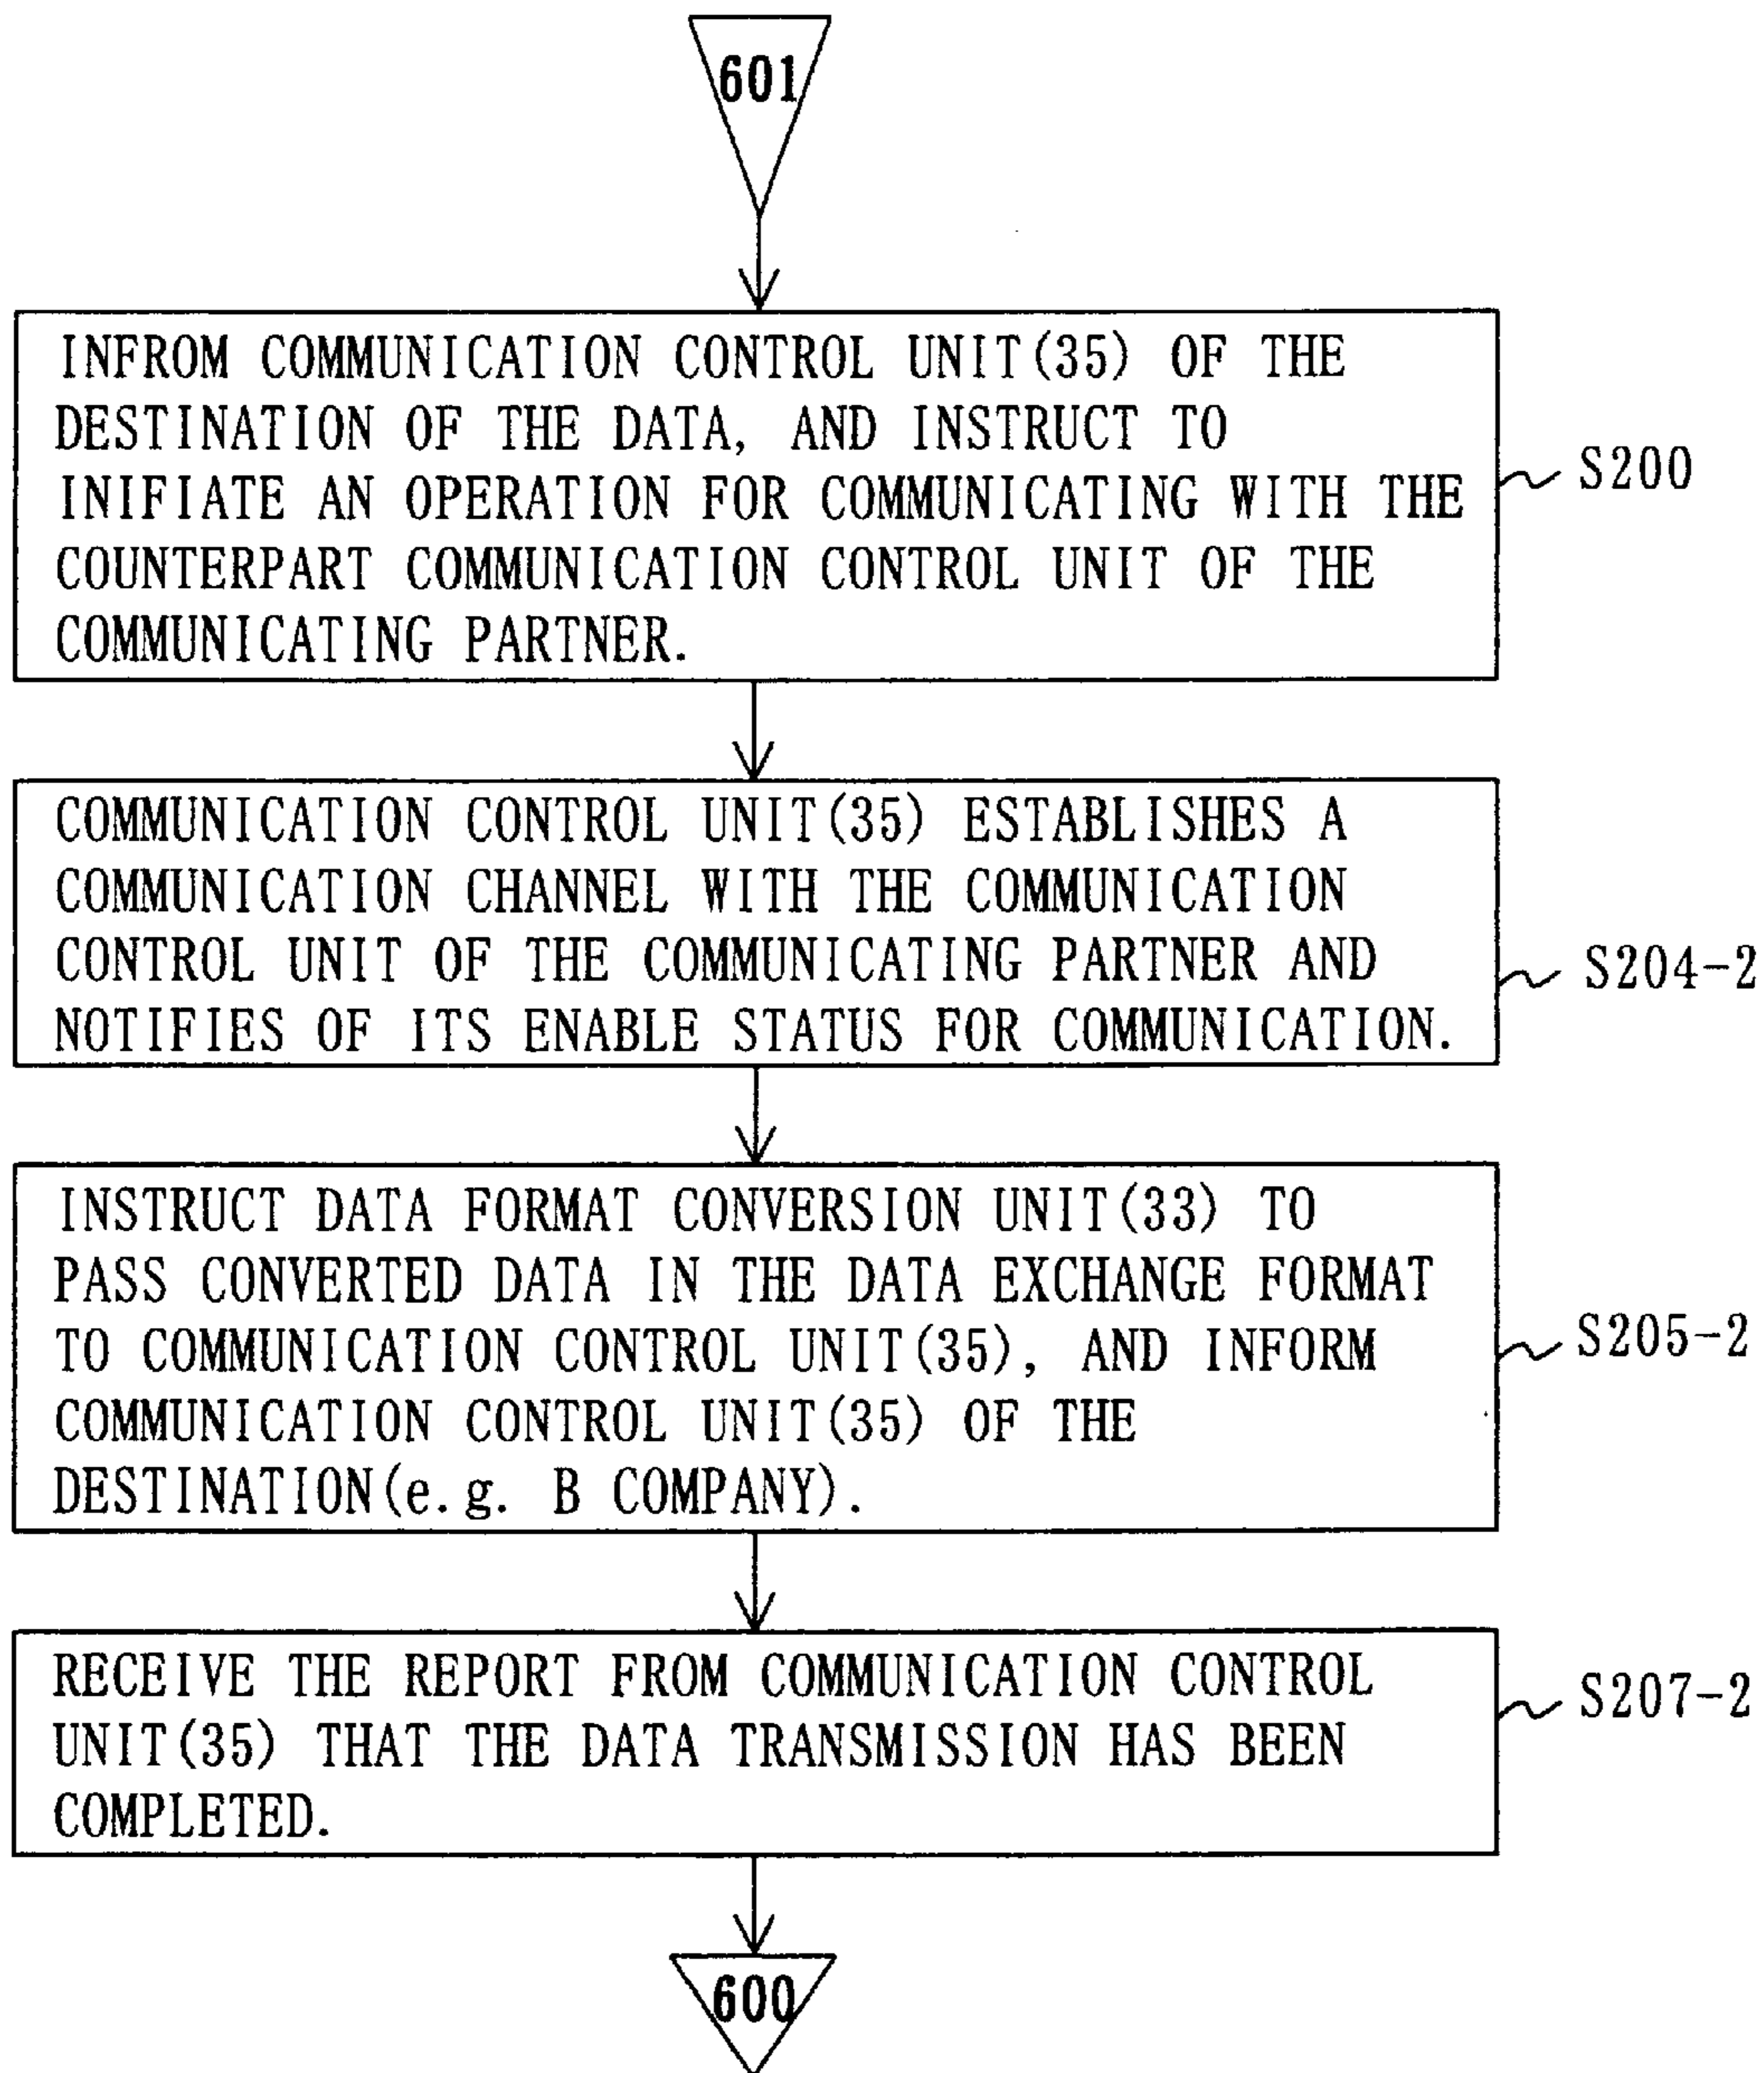 601
INFROM COMMUNICATION CONTROL UNIT(35) OF THE
DESTINATION OF THE DATA, AND INSTRUCT TO
INIFIATE AN OPERATION FOR COMMUNICATING WITH THE
COUNTERPART COMMUNICATION CONTROL UNIT OF THE
COMMUNICATING PARTNER.
S200
COMMUNICATION CONTROL UNIT(35) ESTABLISHES A
COMMUNICATION CHANNEL WITH THE COMMUNICATION
CONTROL UNIT OF THE COMMUNICATING PARTNER AND
NOTIFIES OF ITS ENABLE STATUS FOR COMMUNICATION.
S204-2
INSTRUCT DATA FORMAT CONVERSION UNIT(33) TO
PASS CONVERTED DATA IN THE DATA EXCHANGE FORMAT
TO COMMUNICATION CONTROL UNIT(35), AND INFORM
COMMUNICATION CONTROL UNIT(35) OF THE
DESTINATION(e.g. B COMPANY).
S205-2
RECEIVE THE REPORT FROM COMMUNICATION CONTROL
UNIT(35) THAT THE DATA TRANSMISSION HAS BEEN
COMPLETED.
S207-2
600